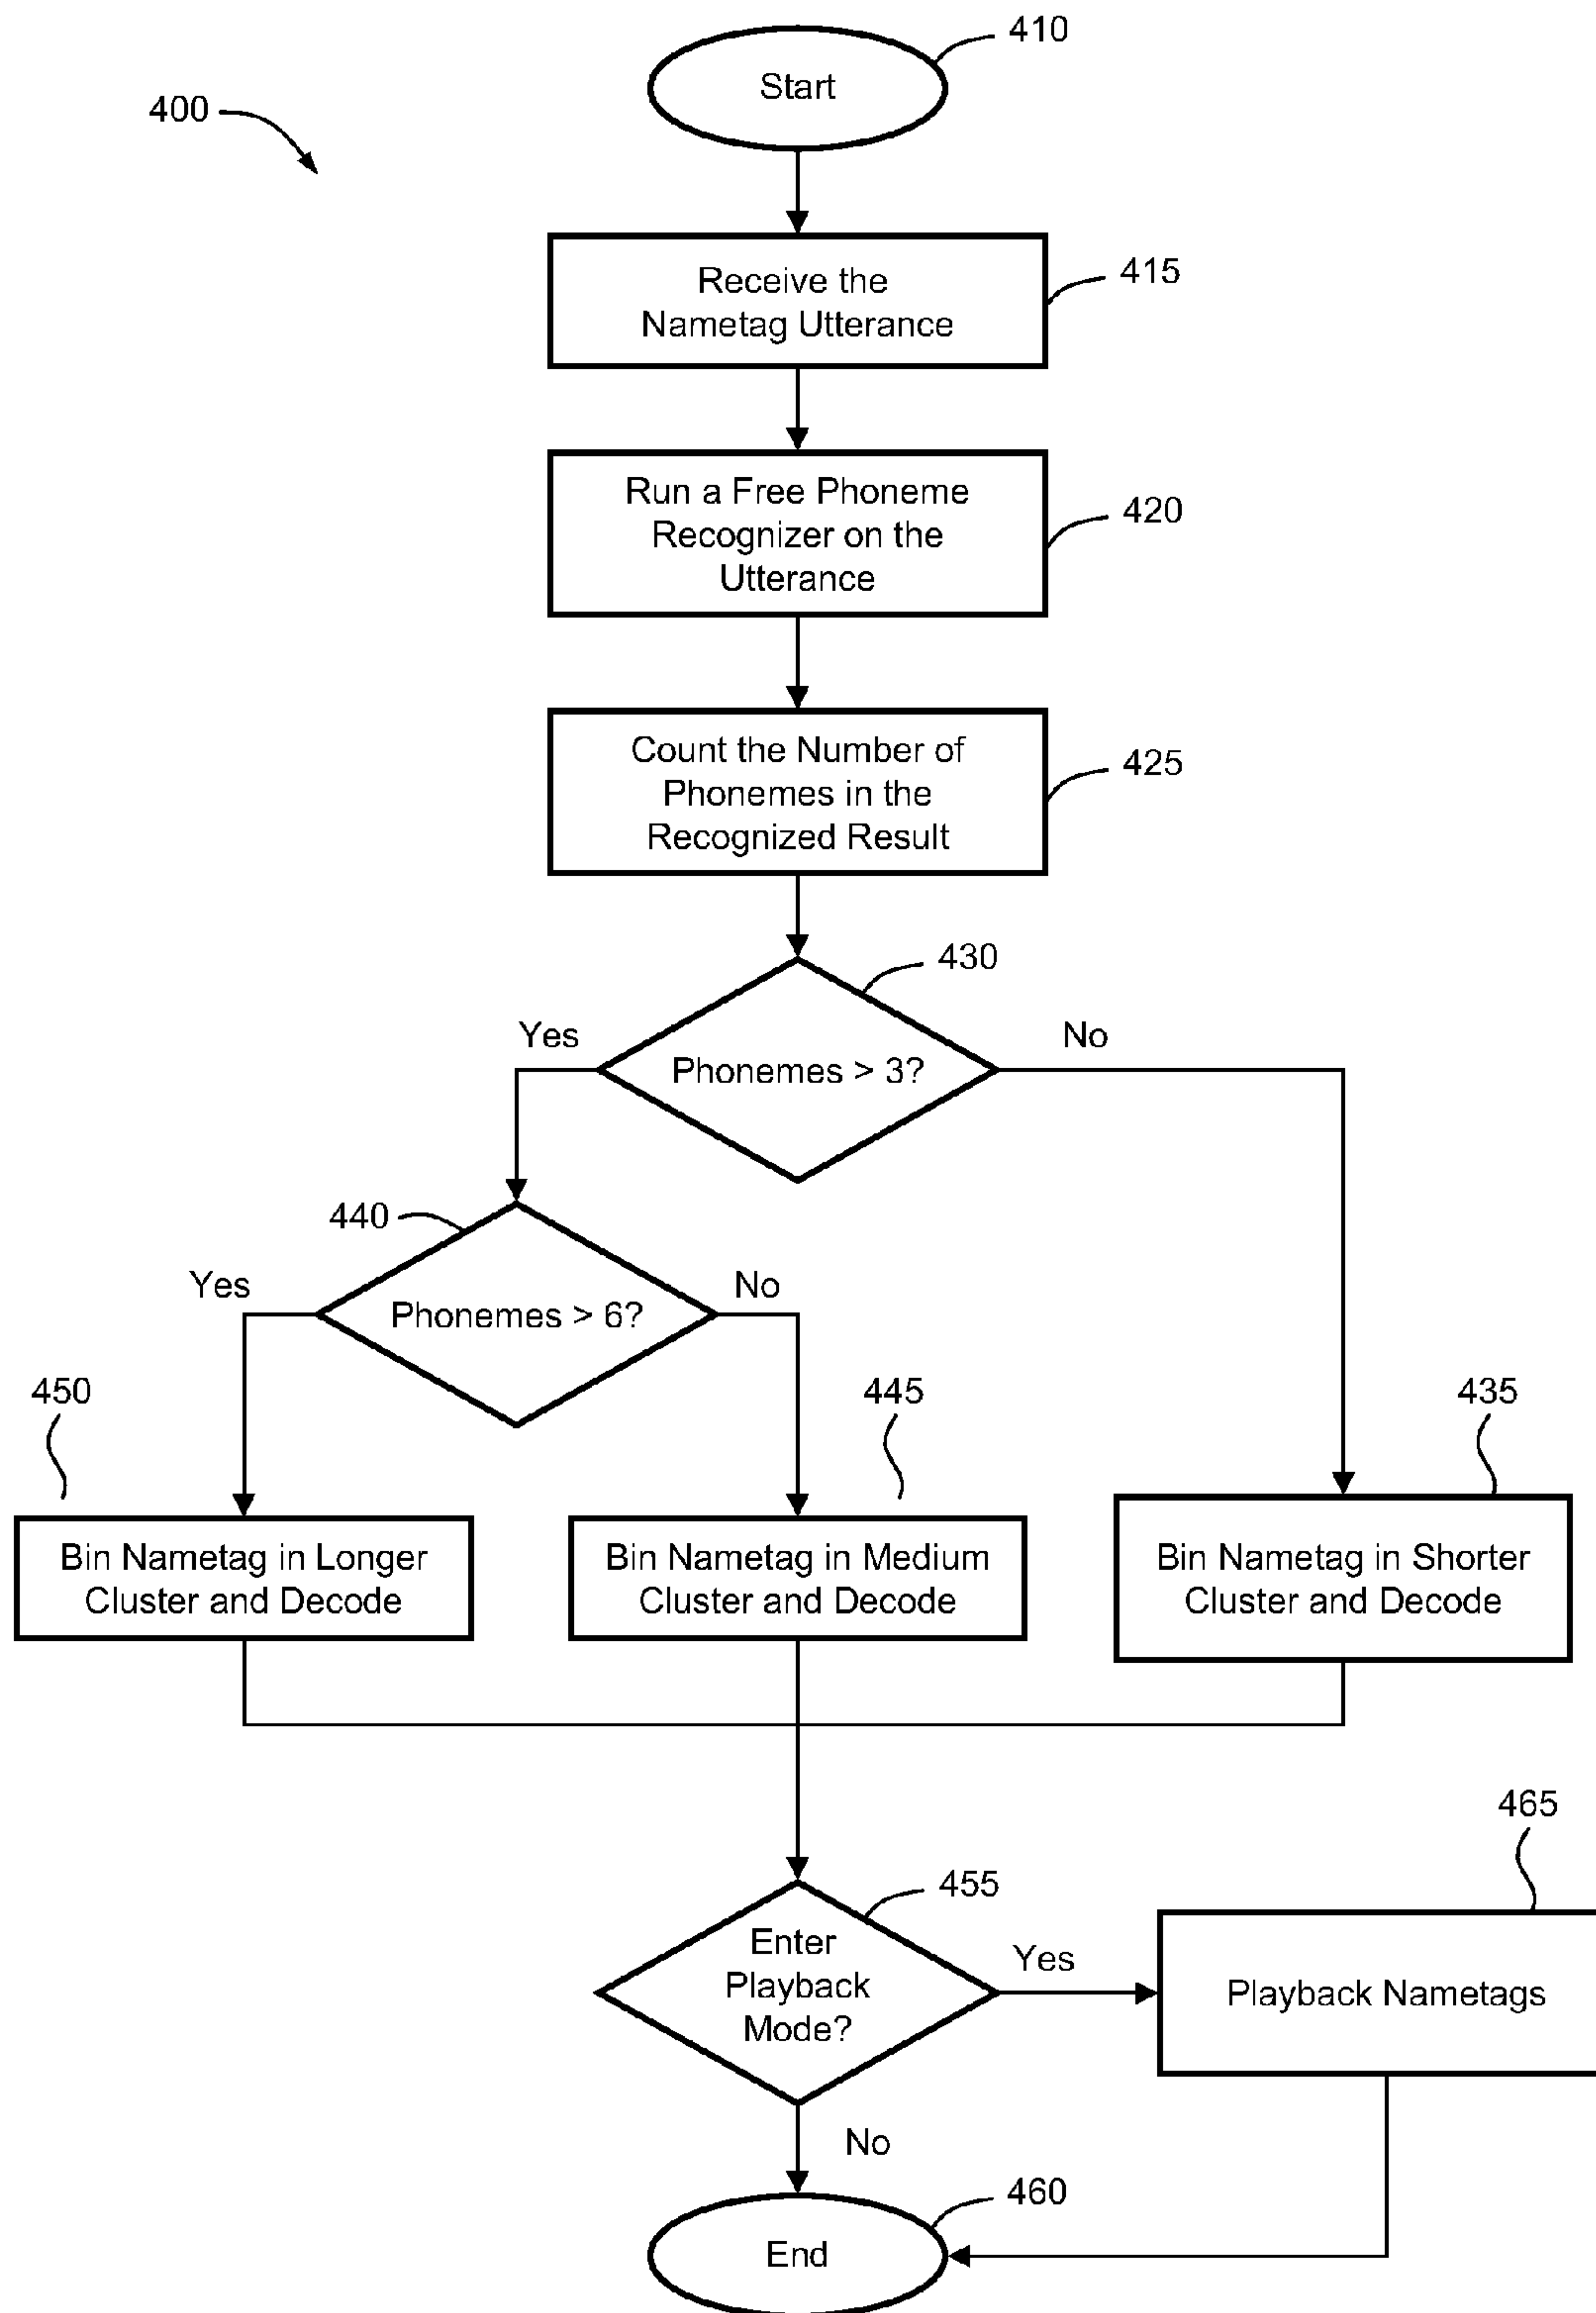 410
Start
400
Receive the
Nametag Utterance
415
Run a Free Phoneme
Recognizer on the
Utterance
420
Count the Number of
Phonemes in the
Recognized Result
425
430
Yes
No
Phonemes > 3?
440
Yes
No
Phonemes > 6?
450
445
435
Bin Nametag in Longer
Cluster and Decode
Bin Nametag in Medium
Cluster and Decode
Bin Nametag in Shorter
Cluster and Decode
455
465
Enter
Playback
Mode?
Yes
Playback Nametags
No
460
End